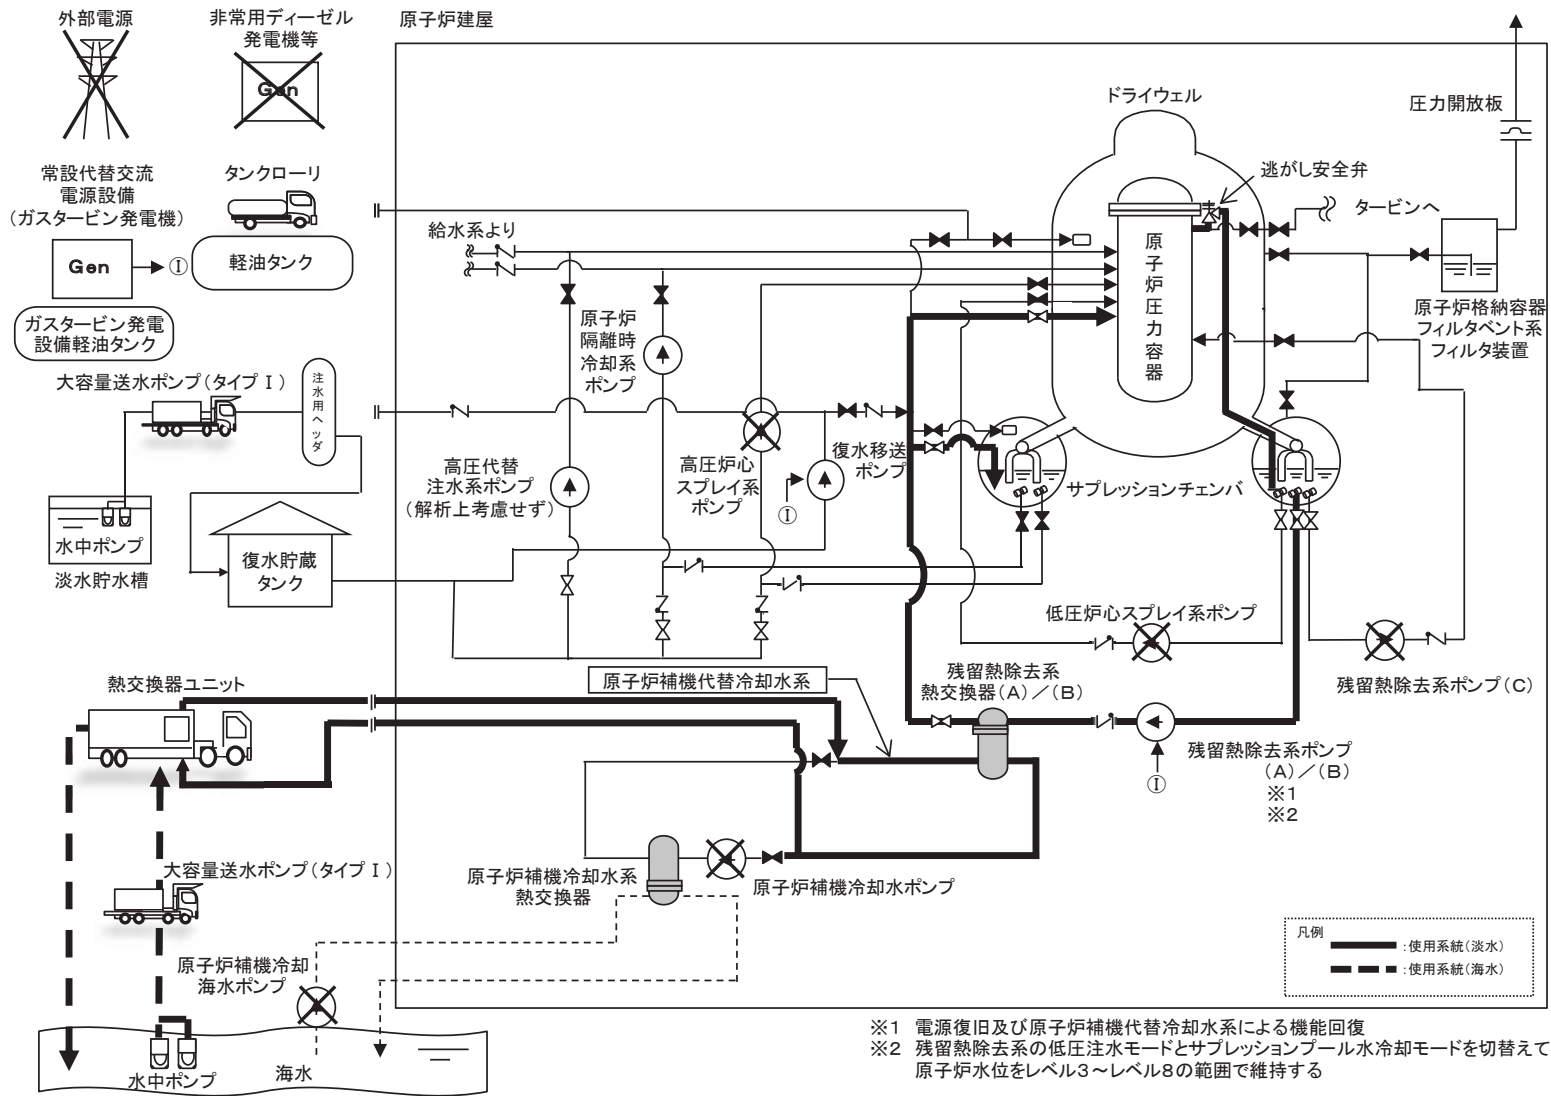 外部電源
非常用ディーゼル
発電機等
Gen
原子炉建屋
ドライウェル
圧力開放板
常設代替交流
電源設備
(ガスタービン発電機)
タンクローリ
逃がし安全弁
タービンへ
給水系より
Gen
Ⓘ
軽油タンク
原子炉圧力容器
ガスタービン発電
設備軽油タンク
原子炉
隔離時
冷却系
ポンプ
原子炉格納容器
フィルタベント系
フィルタ装置
大容量送水ポンプ(タイプⅠ)
注水用ヘッダ
高圧代替
注水系ポンプ
(解析上考慮せず)
高圧炉心
スプレイ系
ポンプ
復水移送
ポンプ
Ⓘ
サプレッションチェンバ
水中ポンプ
淡水貯水槽
復水貯蔵
タンク
低圧炉心スプレイ系ポンプ
熱交換器ユニット
原子炉補機代替冷却水系
残留熱除去系
熱交換器(A)/(B)
残留熱除去系ポンプ(C)
残留熱除去系ポンプ
(A)/(B)
※1
※2
Ⓘ
大容量送水ポンプ(タイプⅠ)
原子炉補機冷却水系
熱交換器
原子炉補機冷却水ポンプ
原子炉補機冷却
海水ポンプ
凡例
:使用系統(淡水)
:使用系統(海水)
水中ポンプ
海水
※1 電源復旧及び原子炉補機代替冷却水系による機能回復
※2 残留熱除去系の低圧注水モードとサプレッションプール水冷却モードを切替えて
原子炉水位をレベル3~レベル8の範囲で維持する